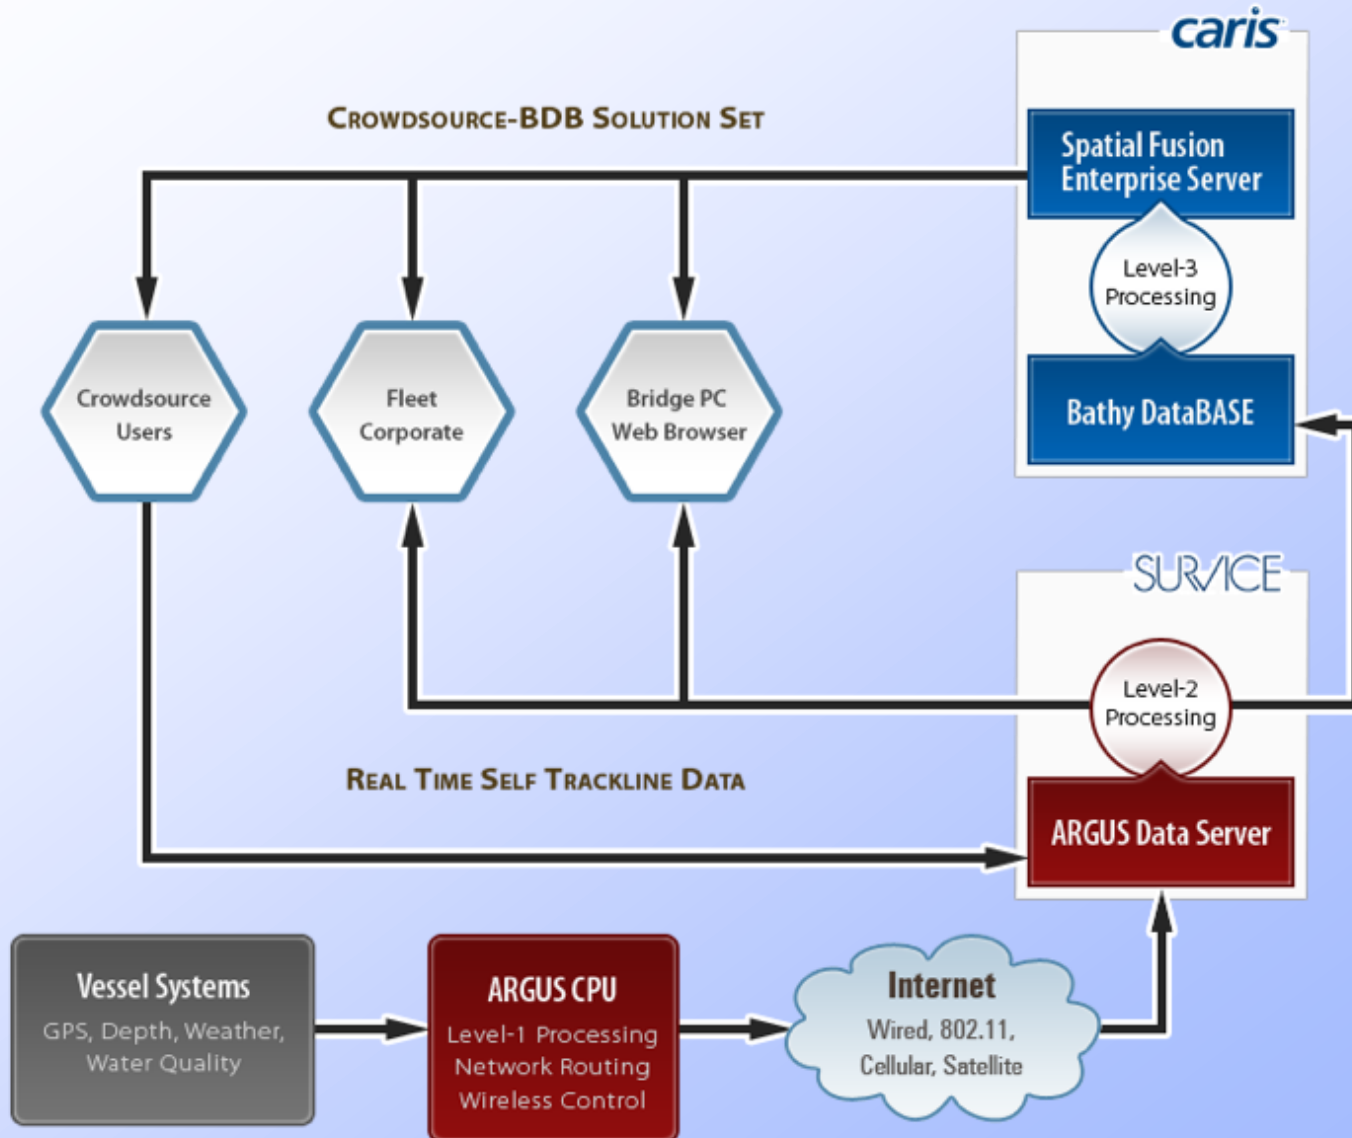 caris
CROWDSOURCE-BDB SOLUTION SET
Spatial Fusion
Enterprise Server
Level-3
Processing
Crowdsource
Users
Fleet
Corporate
Bridge PC
Web Browser
Bathy DataBASE
SURVICE
Level-2
Processing
REAL TIME SELF TRACKLINE DATA
ARGUS Data Server
Vessel Systems
GPS, Depth, Weather,
Water Quality
ARGUS CPU
Level-1 Processing
Network Routing
Wireless Control
Internet
Wired, 802.11,
Cellular, Satellite